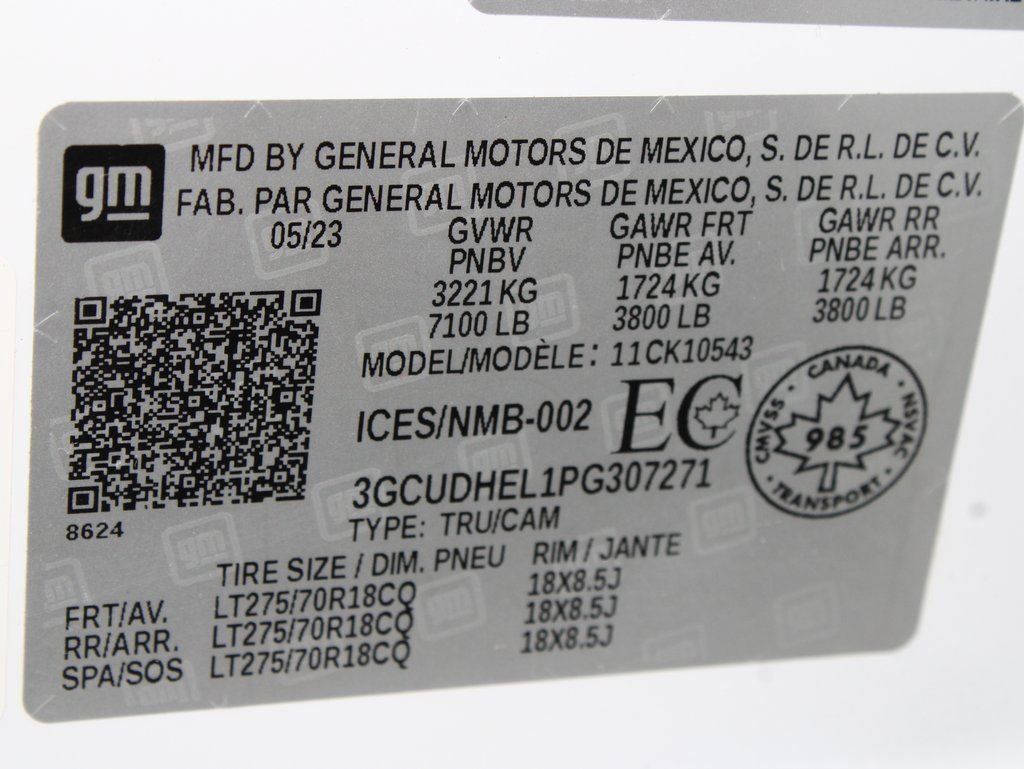 gm
MFD BY GENERAL MOTORS DE MEXICO, S. DE R.L. DE C.V.
FAB. PAR GENERAL MOTORS DE MEXICO, S. DE R.L. DE C.V.
05/23 GVWR GAWR FRT GAWR RR
PNBV PNBE AV. PNBE ARR.
3221 KG 1724 KG 1724 KG
7100 LB 3800 LB 3800 LB
MODEL/MODÈLE: 11CK10543
ICES/NMB-002 EC
CANADA
CMVSS 985 NSVAC
TRANSPORT
3GCUDHEL1PG307271
8624
TYPE: TRU/CAM
TIRE SIZE / DIM. PNEU RIM / JANTE
FRT/AV. LT275/70R18CQ 18X8.5J
RR/ARR. LT275/70R18CQ 18X8.5J
SPA/SOS LT275/70R18CQ 18X8.5J